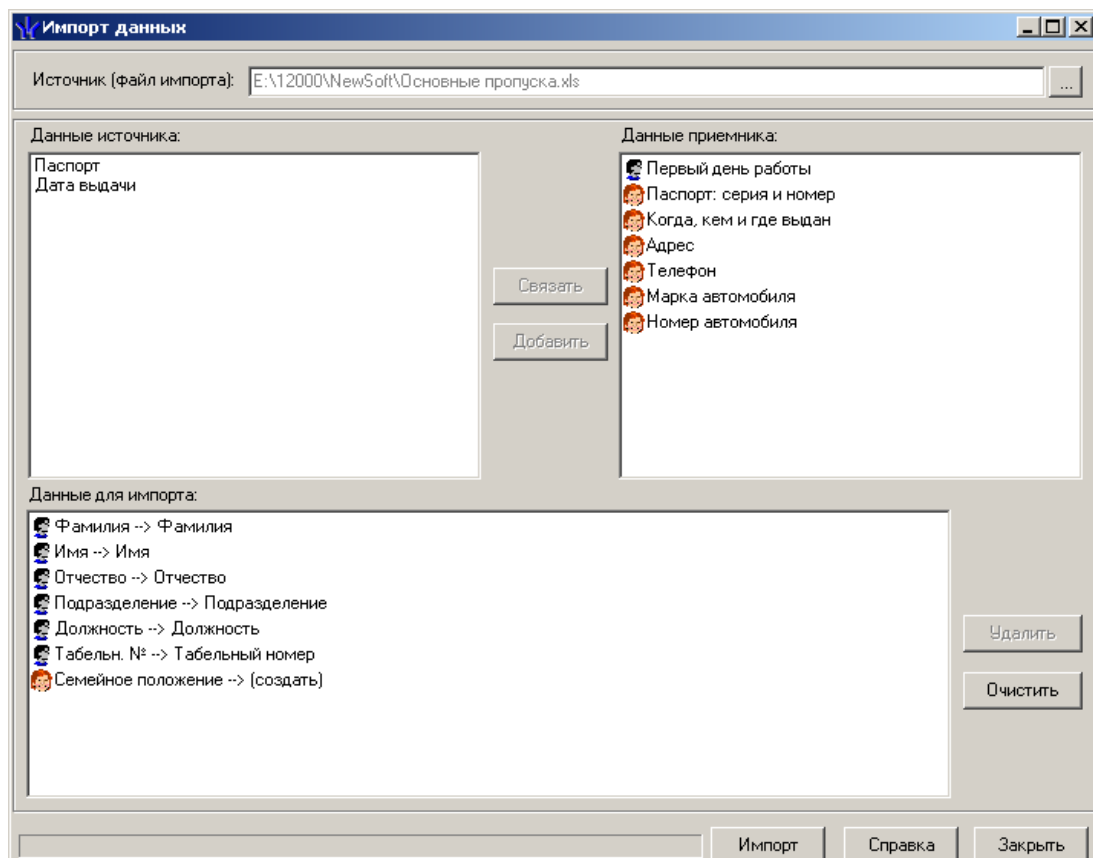 Импорт данных
Источник (файл импорта): E:\12000\NewSoft\Основные пропуска.xls ...
Данные источника:
Паспорт
Дата выдачи
Связать
Добавить
Данные приемника:
Первый день работы
Паспорт: серия и номер
Когда, кем и где выдан
Адрес
Телефон
Марка автомобиля
Номер автомобиля
Данные для импорта:
Фамилия --> Фамилия
Имя --> Имя
Отчество --> Отчество
Подразделение --> Подразделение
Должность --> Должность
Табельн. № --> Табельный номер
Семейное положение --> (создать)
Удалить
Очистить
Импорт Справка Закрыть